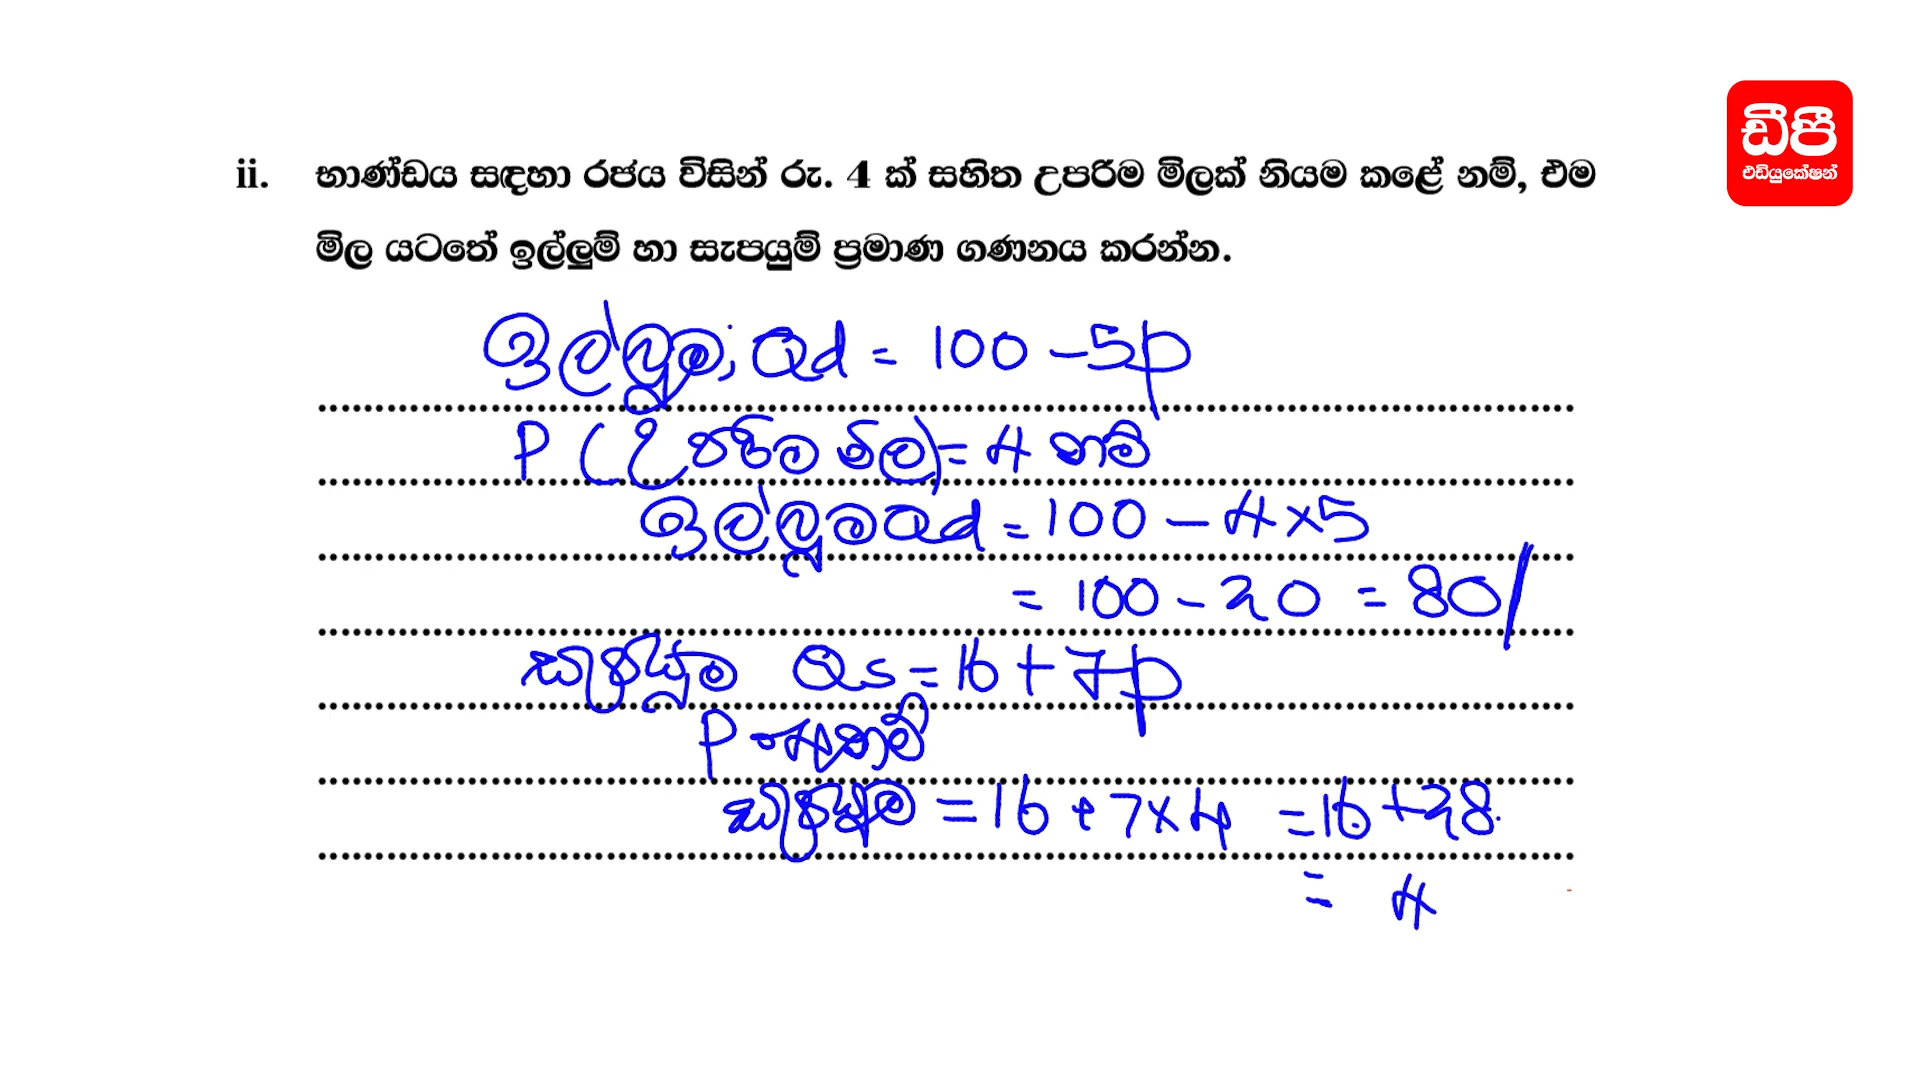 ඩීපී
එඩියුකේෂන්
ii. භාණ්ඩය සඳහා රජය විසින් රු. 4 ක් සහිත උපරිම මිලක් නියම කළේ නම්, එම
මිල යටතේ ඉල්ලුම් හා සැපයුම් ප්‍රමාණ ගණනය කරන්න.
ඉල්ලුම; Qd = 100 - 5p
P (උපරිම මිල) = 4 නම්
ඉල්ලුම Qd = 100 - 4×5
= 100 - 20 = 80/
සැපයුම Qs = 16 + 7p
P = 4 නම්
සැපයුම = 16 + 7×4 = 16 + 28
= 4